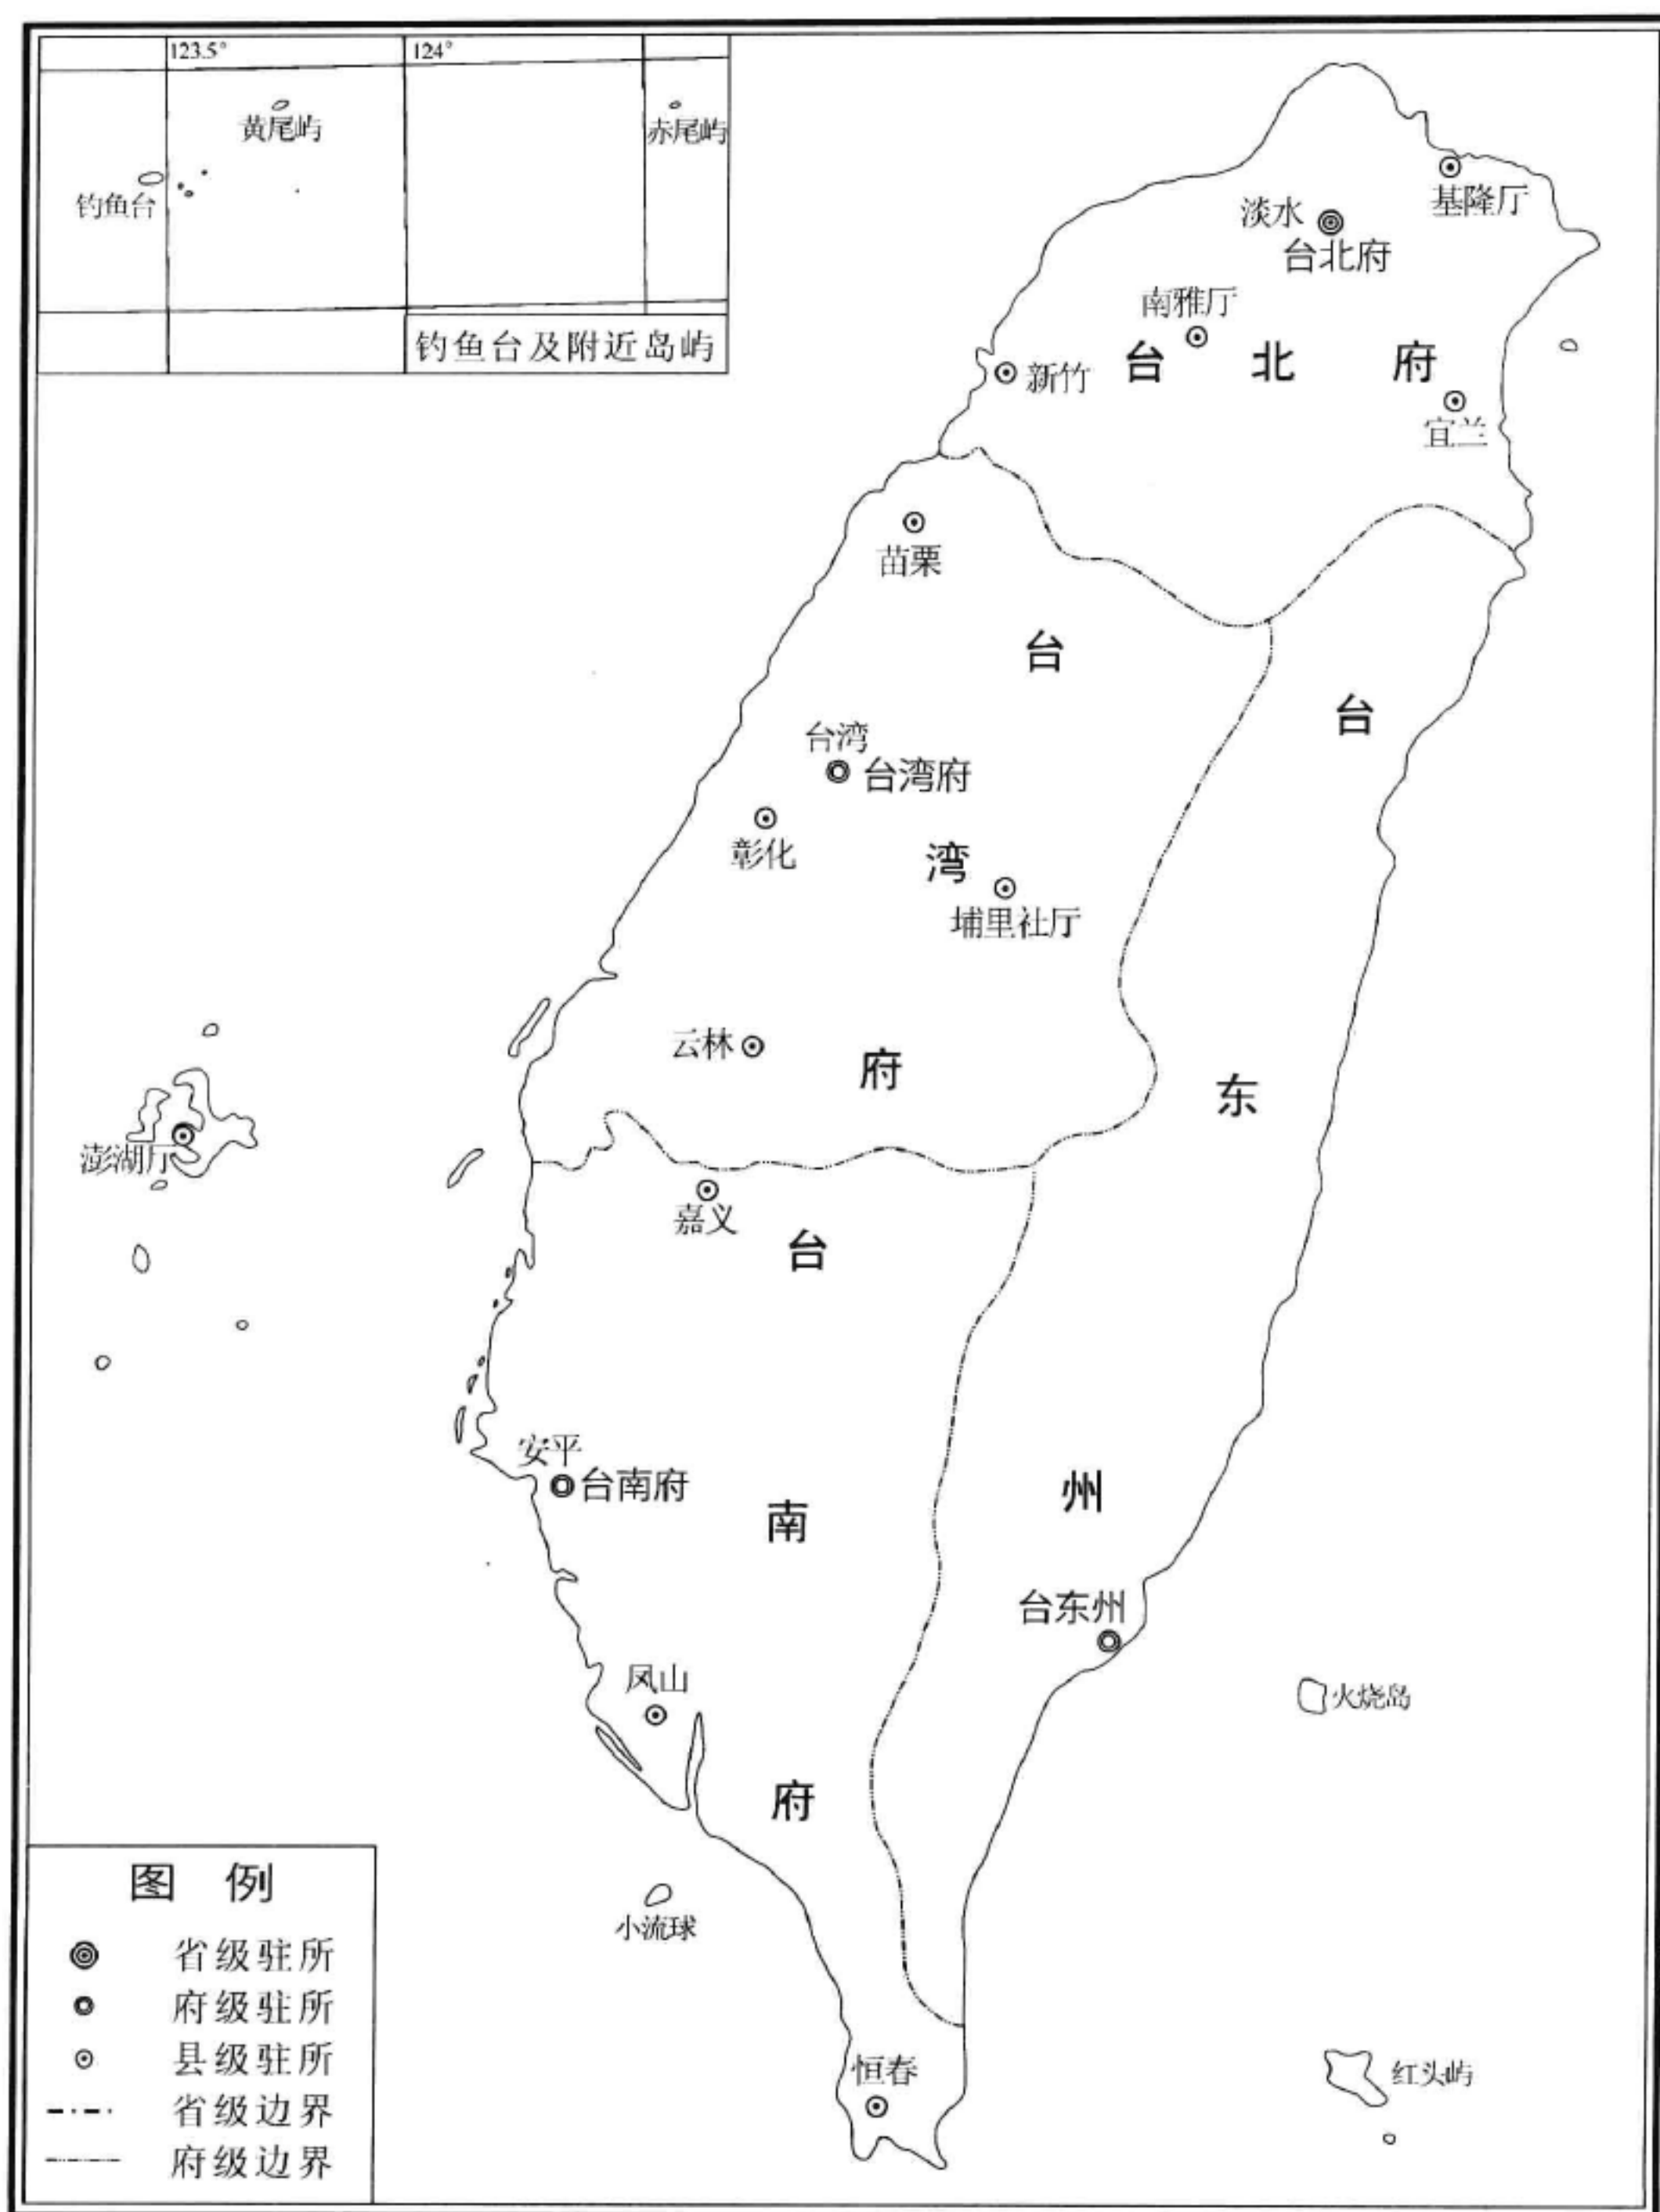 123.5°
124°
黄尾屿
赤尾屿
钓鱼台
钓鱼台及附近岛屿
基隆厅
淡水
台北府
南雅厅
台北府
新竹
宜兰
苗栗
台湾府
台湾
台湾府
彰化
埔里社厅
云林
澎湖厅
嘉义
台南府
安平
台南府
凤山
台东州
台东州
火烧岛
小流球
恒春
红头屿
图例
省级驻所
府级驻所
县级驻所
省级边界
府级边界